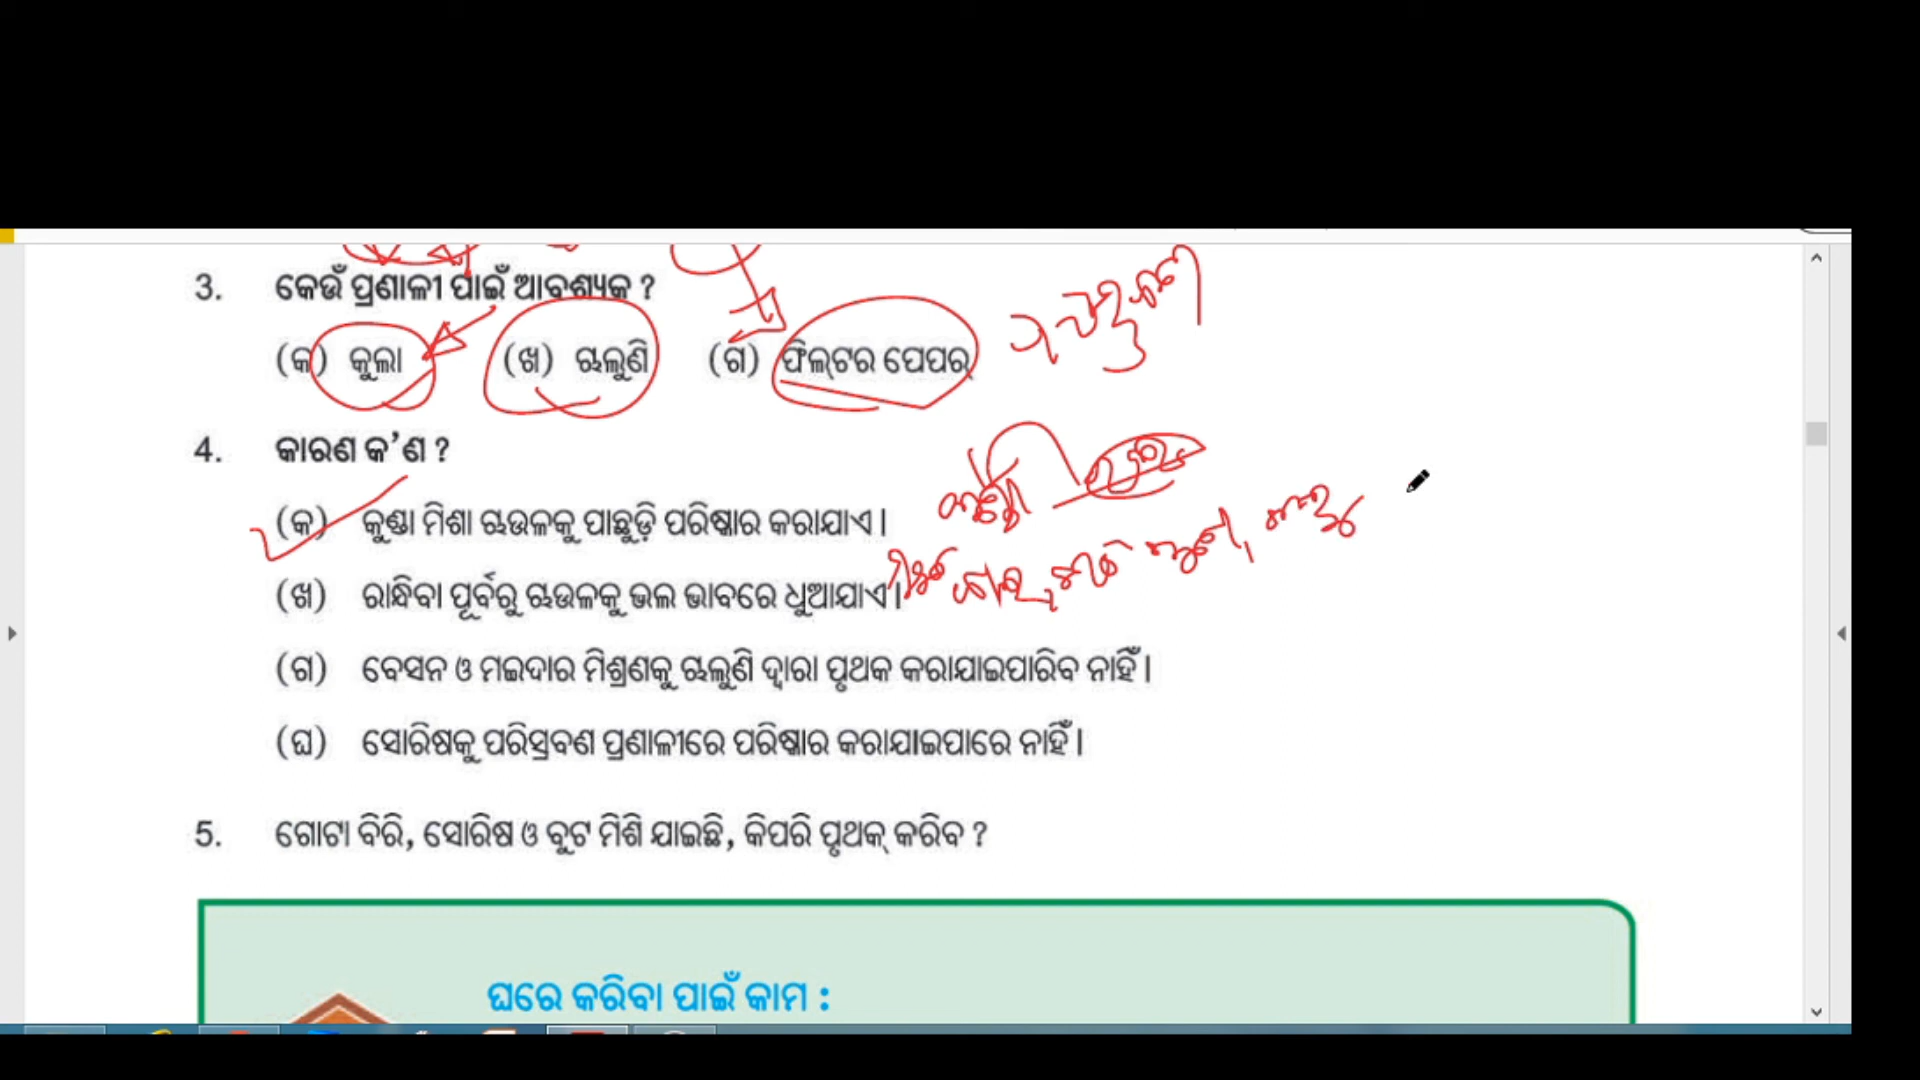 3. କେଉଁ ପ୍ରଣାଳୀ ପାଇଁ ଆବଶ୍ୟକ ?
(କ) କୁଲା (ଖ) ଚାଲୁଣି (ଗ) ଫିଲ୍‌ଟର ପେପର୍
4. କାରଣ କ'ଣ ?
(କ) କୁଣ୍ଡା ମିଶା ଚାଉଳକୁ ପାଛୁଡ଼ି ପରିଷ୍କାର କରାଯାଏ।
(ଖ) ରାନ୍ଧିବା ପୂର୍ବରୁ ଚାଉଳକୁ ଭଲ ଭାବରେ ଧୁଆଯାଏ।
(ଗ) ବେସନ ଓ ମଇଦାର ମିଶ୍ରଣକୁ ଚାଲୁଣି ଦ୍ୱାରା ପୃଥକ କରାଯାଇପାରିବ ନାହିଁ।
(ଘ) ସୋରିଷକୁ ପରିସ୍ରବଣ ପ୍ରଣାଳୀରେ ପରିଷ୍କାର କରାଯାଇପାରେ ନାହିଁ।
5. ଗୋଟା ବିରି, ସୋରିଷ ଓ ବୁଟ ମିଶି ଯାଇଛି, କିପରି ପୃଥକ୍ କରିବ ?
ଘରେ କରିବା ପାଇଁ କାମ :